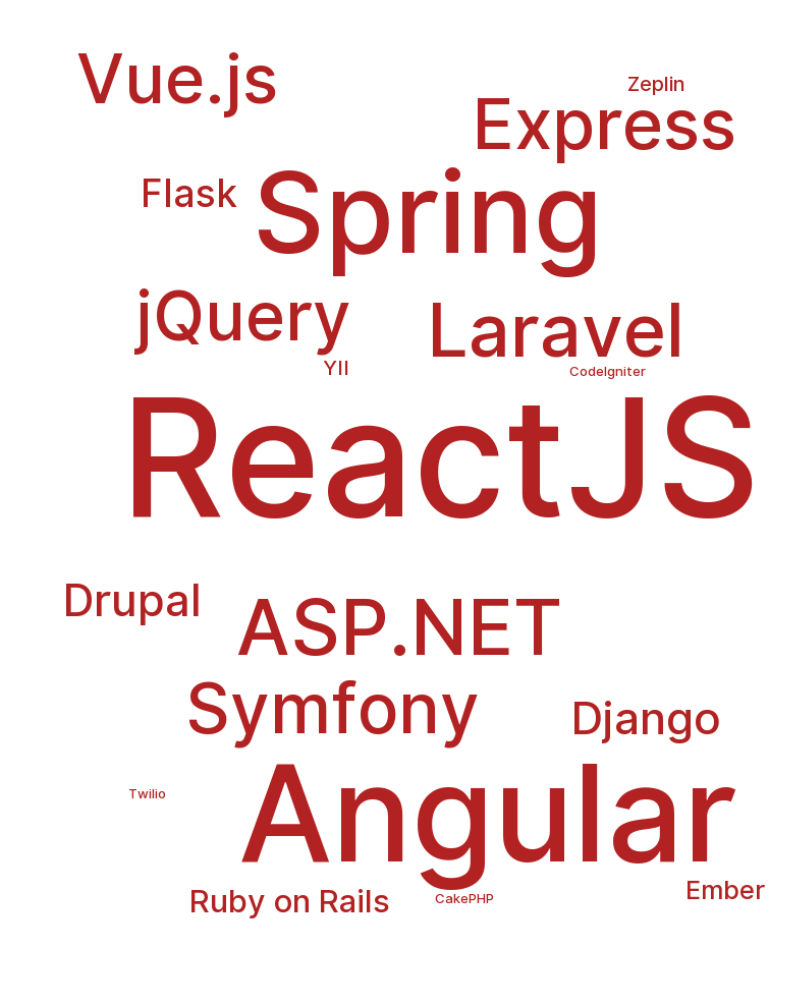 Vue.js
Zeplin
Express
Flask
Spring
jQuery
Laravel
YII
CodeIgniter
ReactJS
Drupal
ASP.NET
Symfony
Django
Angular
Twilio
Ruby on Rails
CakePHP
Ember